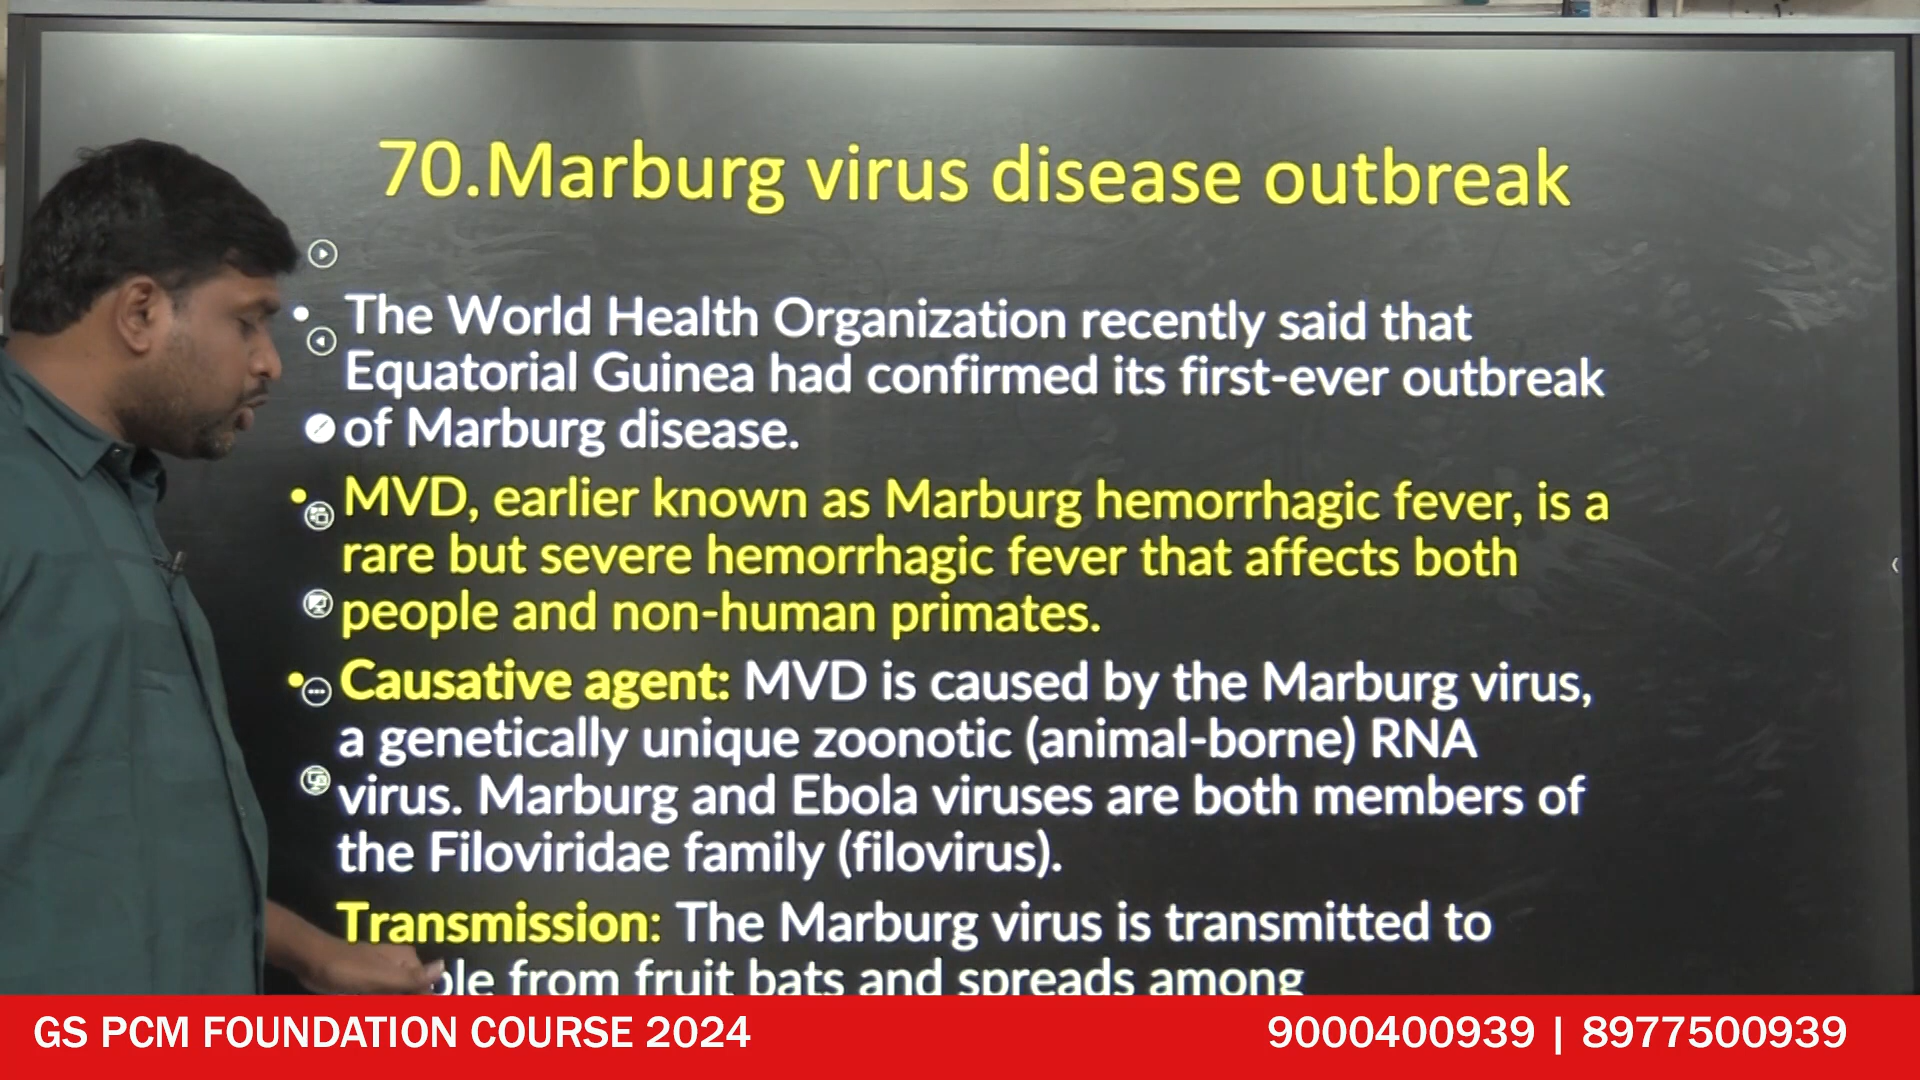 70.Marburg virus disease outbreak
• The World Health Organization recently said that
Equatorial Guinea had confirmed its first-ever outbreak
of Marburg disease.
• MVD, earlier known as Marburg hemorrhagic fever, is a
rare but severe hemorrhagic fever that affects both
people and non-human primates.
• Causative agent: MVD is caused by the Marburg virus,
a genetically unique zoonotic (animal-borne) RNA
virus. Marburg and Ebola viruses are both members of
the Filoviridae family (filovirus).
Transmission: The Marburg virus is transmitted to
from fruit bats and spreads among
GS PCM FOUNDATION COURSE 2024
9000400939 | 8977500939